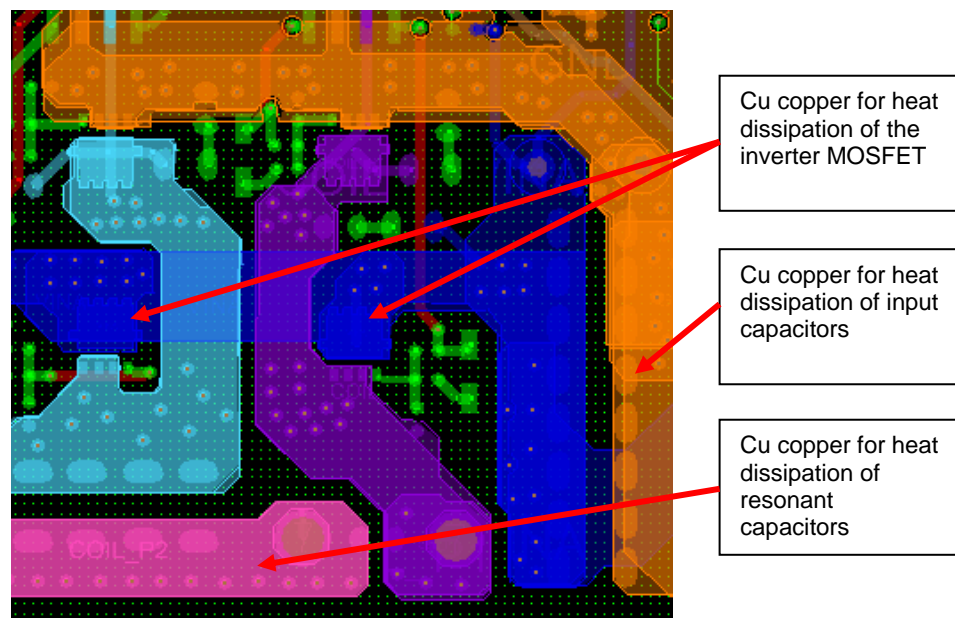 Cu copper for heat
dissipation of the
inverter MOSFET
Cu copper for heat
dissipation of input
capacitors
Cu copper for heat
dissipation of
resonant
capacitors
COIL_P2